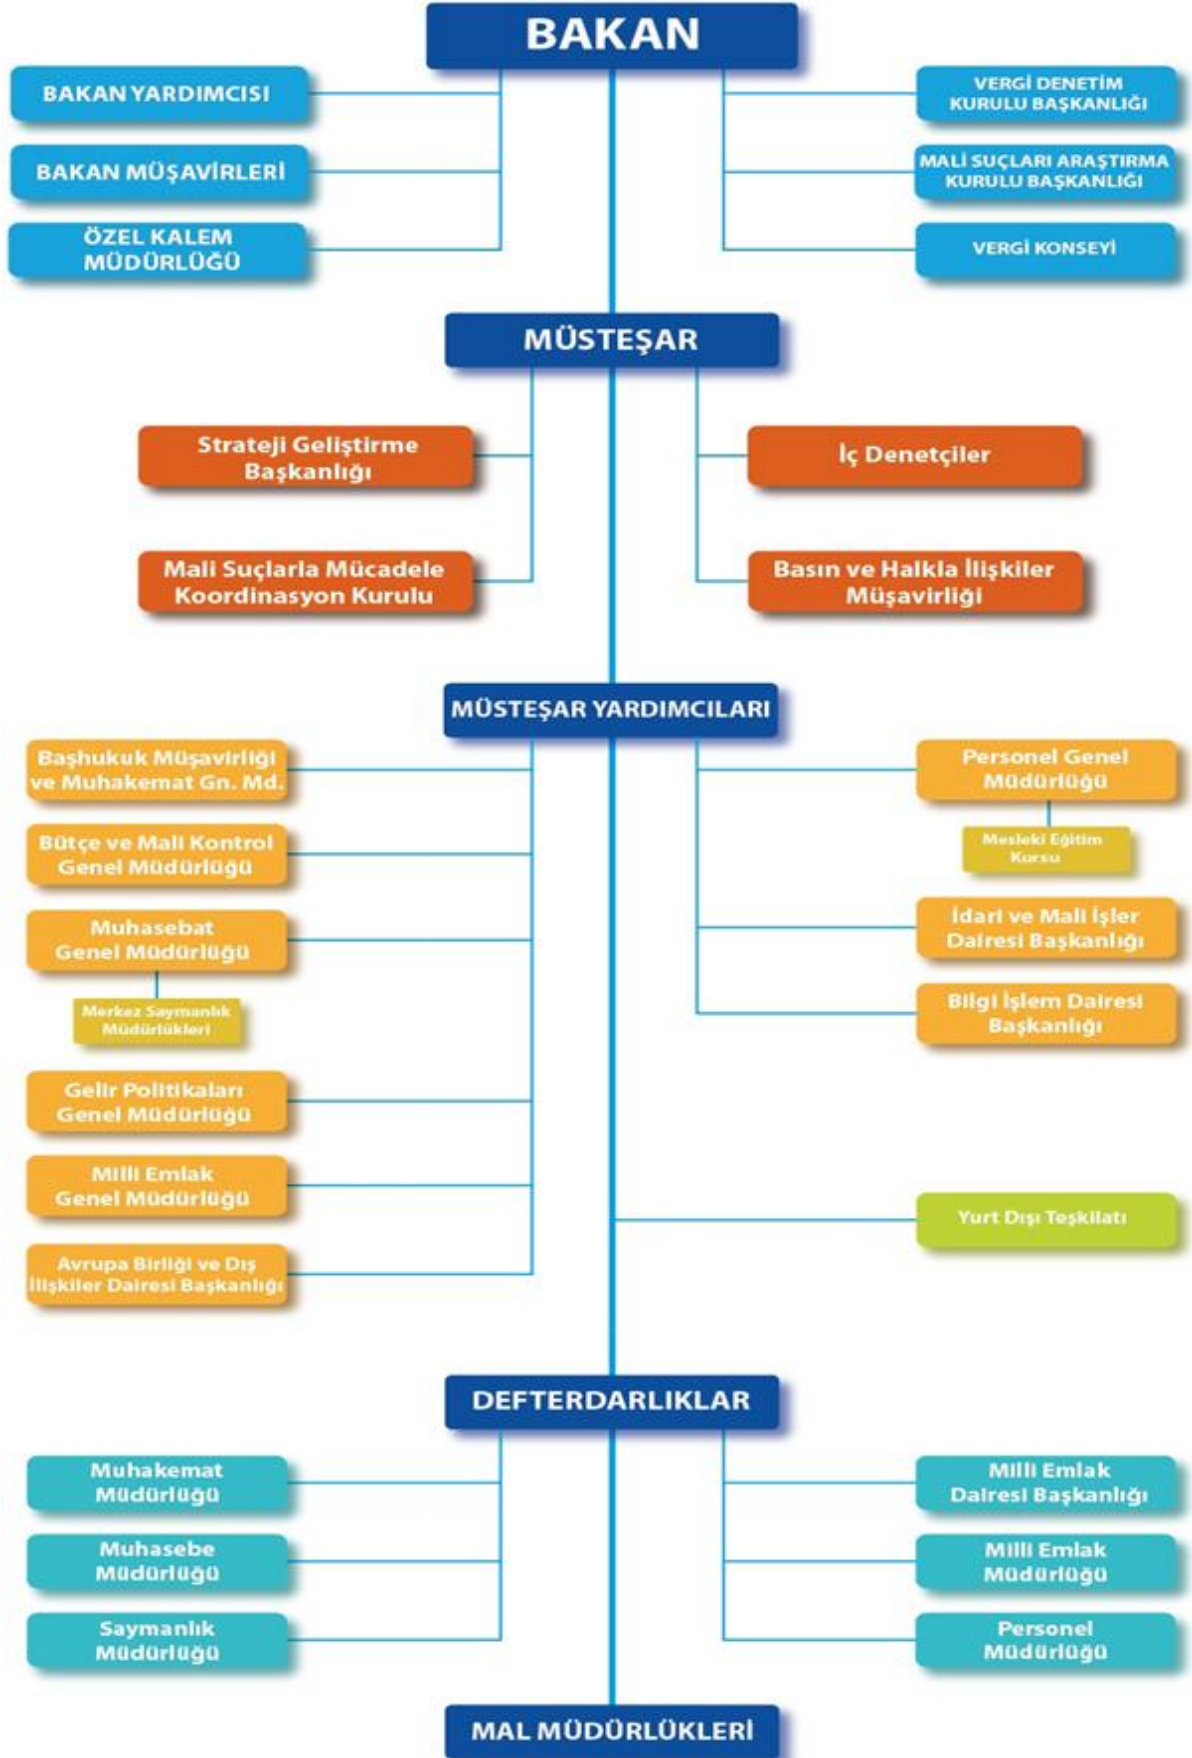 BAKAN
BAKAN YARDIMCISI
BAKAN MÜŞAVİRLERİ
ÖZEL KALEM
MÜDÜRLÜĞÜ
VERGİ DENETİM
KURULU BAŞKANLIĞI
MALİ SUÇLARI ARAŞTIRMA
KURULU BAŞKANLIĞI
VERGİ KONSEYİ
MÜSTEŞAR
Strateji Geliştirme
Başkanlığı
Mali Suçlarla Mücadele
Koordinasyon Kurulu
İç Denetçiler
Basın ve Halkla İlişkiler
Müşavirliği
MÜSTEŞAR YARDIMCILARI
Başhukuk Müşavirliği
ve Muhakemat Gn. Md.
Bütçe ve Mali Kontrol
Genel Müdürlüğü
Muhasebat
Genel Müdürlüğü
Merkez Saymanlık
Müdürlükleri
Gelir Politikaları
Genel Müdürlüğü
Milli Emlak
Genel Müdürlüğü
Avrupa Birliği ve Dış
İlişkiler Dairesi Başkanlığı
Personel Genel
Müdürlüğü
Mesleki Eğitim
Kursu
İdari ve Mali İşler
Dairesi Başkanlığı
Bilgi İşlem Dairesi
Başkanlığı
Yurt Dışı Teşkilatı
DEFTERDARLIKLAR
Muhakemat
Müdürlüğü
Muhasebe
Müdürlüğü
Saymanlık
Müdürlüğü
Milli Emlak
Dairesi Başkanlığı
Milli Emlak
Müdürlüğü
Personel
Müdürlüğü
MAL MÜDÜRLÜKLERİ